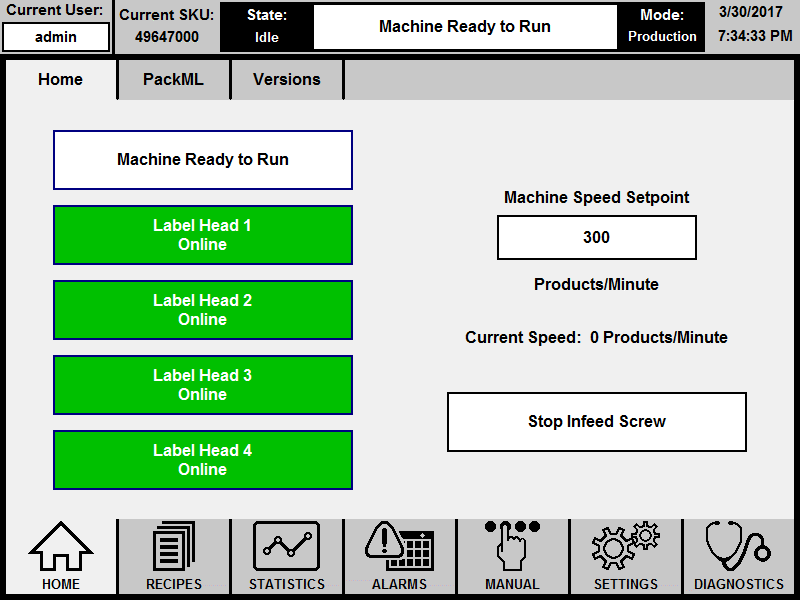 Current User:
admin
Current SKU:
49647000
State:
Idle
Machine Ready to Run
Mode:
Production
3/30/2017
7:34:33 PM
Home
PackML
Versions
Machine Ready to Run
Label Head 1
Online
Label Head 2
Online
Label Head 3
Online
Label Head 4
Online
Machine Speed Setpoint
300
Products/Minute
Current Speed: 0 Products/Minute
Stop Infeed Screw
HOME
RECIPES
STATISTICS
ALARMS
MANUAL
SETTINGS
DIAGNOSTICS